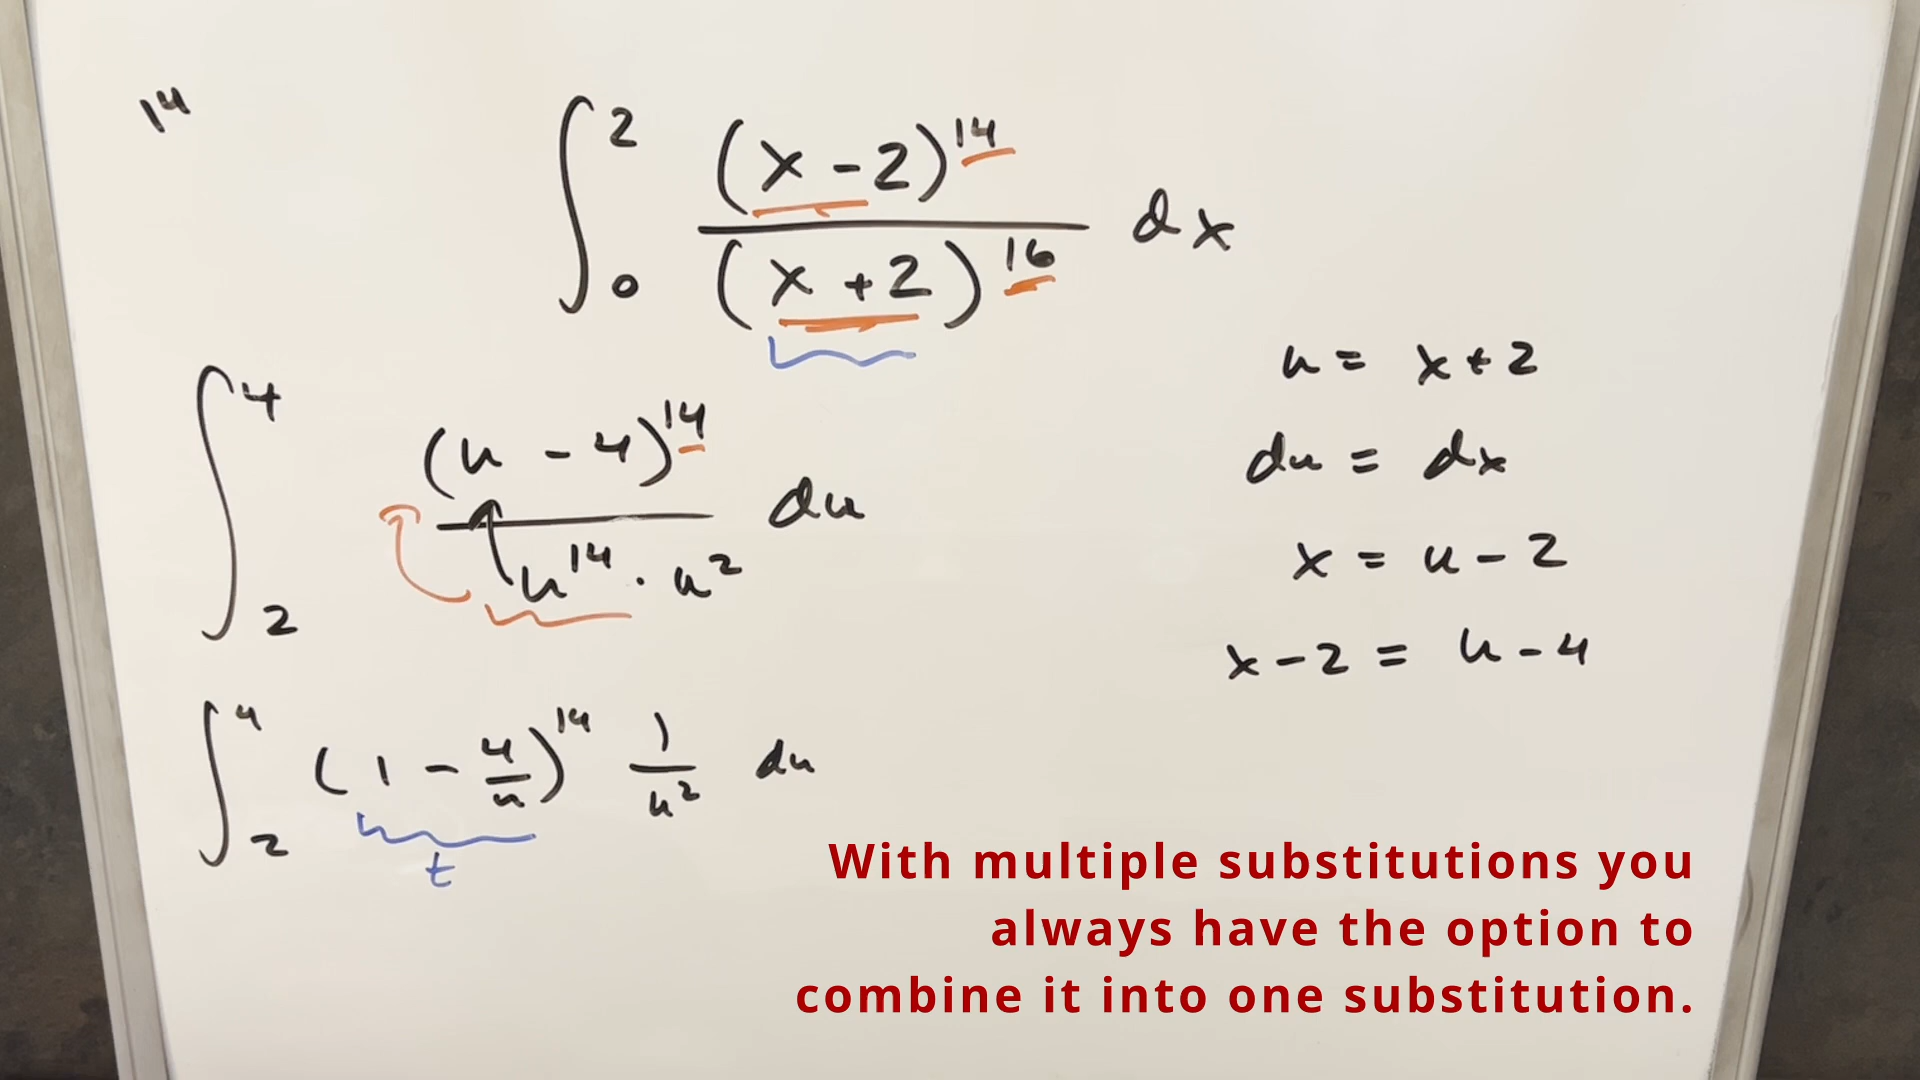 14
∫₀² (x - 2)¹⁴ / (x + 2)¹⁶ dx
u = x + 2
∫₂⁴ (u - 4)¹⁴ / u¹⁴ · u² du
du = dx
x = u - 2
x - 2 = u - 4
∫₂⁴ (1 - 4/u)¹⁴ 1/u² du
t
With multiple substitutions you
always have the option to
combine it into one substitution.